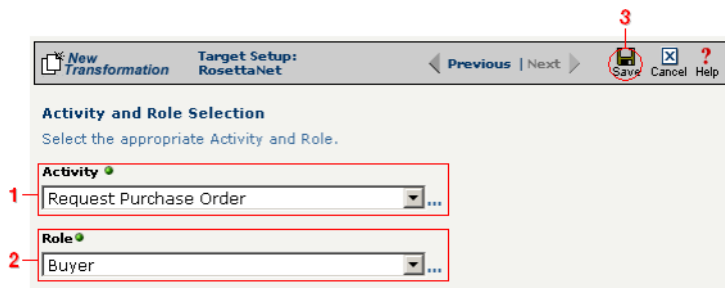 3
New Transformation Target Setup: RosettaNet Previous | Next Save Cancel ? Help
Activity and Role Selection
Select the appropriate Activity and Role.
Activity
1 Request Purchase Order ...
Role
2 Buyer ...